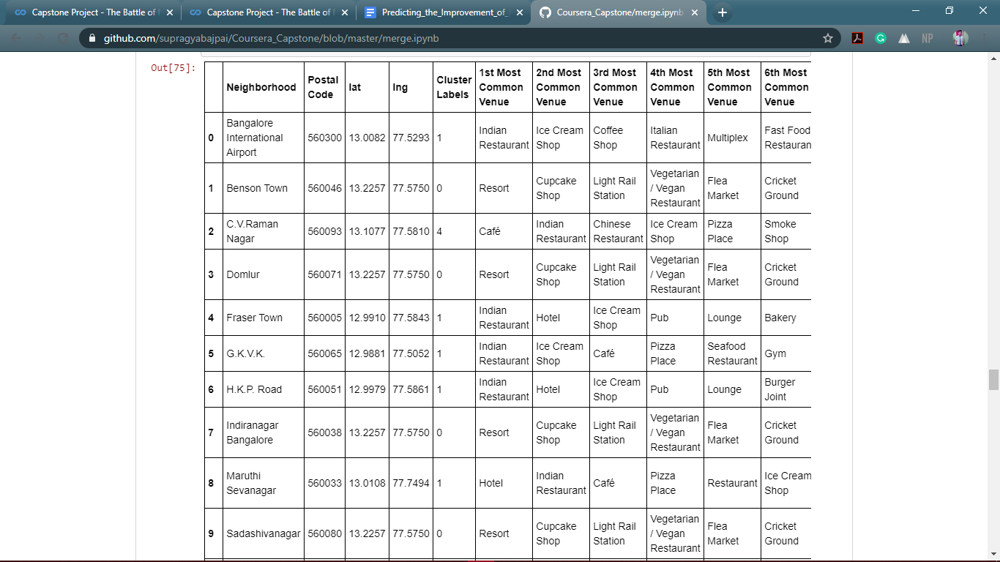 Capstone Project - The Battle of
Capstone Project - The Battle of
Predicting_the_Improvement_of_
Coursera_Capstone/merge.ipynb
github.com/supragyabajpai/Coursera_Capstone/blob/master/merge.ipynb
NP
Out[75]:
Neighborhood Postal Code lat lng Cluster Labels 1st Most Common Venue 2nd Most Common Venue 3rd Most Common Venue 4th Most Common Venue 5th Most Common Venue 6th Most Common Venue
0 Bangalore International Airport 560300 13.0082 77.5293 1 Indian Restaurant Ice Cream Shop Coffee Shop Italian Restaurant Multiplex Fast Food Restauran
1 Benson Town 560046 13.2257 77.5750 0 Resort Cupcake Shop Light Rail Station Vegetarian / Vegan Restaurant Flea Market Cricket Ground
2 C.V.Raman Nagar 560093 13.1077 77.5810 4 Café Indian Restaurant Chinese Restaurant Ice Cream Shop Pizza Place Smoke Shop
3 Domlur 560071 13.2257 77.5750 0 Resort Cupcake Shop Light Rail Station Vegetarian / Vegan Restaurant Flea Market Cricket Ground
4 Fraser Town 560005 12.9910 77.5843 1 Indian Restaurant Hotel Ice Cream Shop Pub Lounge Bakery
5 G.K.V.K. 560065 12.9881 77.5052 1 Indian Restaurant Ice Cream Shop Café Pizza Place Seafood Restaurant Gym
6 H.K.P. Road 560051 12.9979 77.5861 1 Indian Restaurant Hotel Ice Cream Shop Pub Lounge Burger Joint
7 Indiranagar Bangalore 560038 13.2257 77.5750 0 Resort Cupcake Shop Light Rail Station Vegetarian / Vegan Restaurant Flea Market Cricket Ground
8 Maruthi Sevanagar 560033 13.0108 77.7494 1 Hotel Indian Restaurant Café Pizza Place Restaurant Ice Cream Shop
9 Sadashivanagar 560080 13.2257 77.5750 0 Resort Cupcake Shop Light Rail Station Vegetarian / Vegan Restaurant Flea Market Cricket Ground